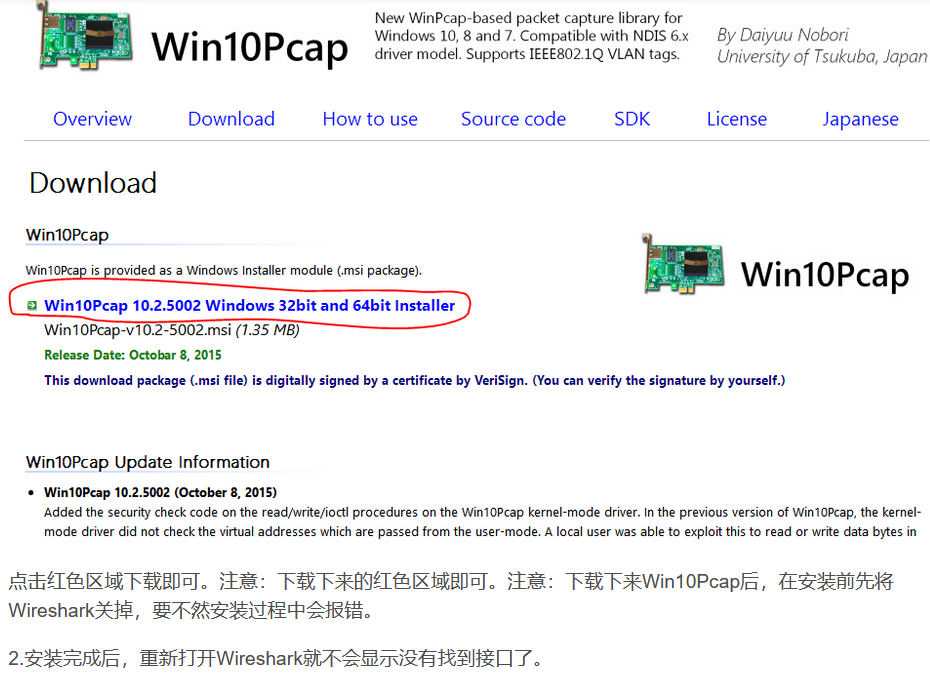 Win10Pcap
New WinPcap-based packet capture library for
Windows 10, 8 and 7. Compatible with NDIS 6.x
driver model. Supports IEEE802.1Q VLAN tags.
By Daiyuu Nobori
University of Tsukuba, Japan
Overview Download How to use Source code SDK License Japanese
Download
Win10Pcap
Win10Pcap is provided as a Windows Installer module (.msi package).
Win10Pcap
Win10Pcap 10.2.5002 Windows 32bit and 64bit Installer
Win10Pcap-v10.2-5002.msi (1.35 MB)
Release Date: Octobar 8, 2015
This download package (.msi file) is digitally signed by a certificate by VeriSign. (You can verify the signature by yourself.)
Win10Pcap Update Information
• Win10Pcap 10.2.5002 (October 8, 2015)
Added the security check code on the read/write/ioctl procedures on the Win10Pcap kernel-mode driver. In the previous version of Win10Pcap, the kernel-
mode driver did not check the virtual addresses which are passed from the user-mode. A local user was able to exploit this to read or write data bytes in
点击红色区域下载即可。注意：下载下来的红色区域即可。注意：下载下来Win10Pcap后，在安装前先将
Wireshark关掉，要不然安装过程中会报错。
2.安装完成后，重新打开Wireshark就不会显示没有找到接口了。